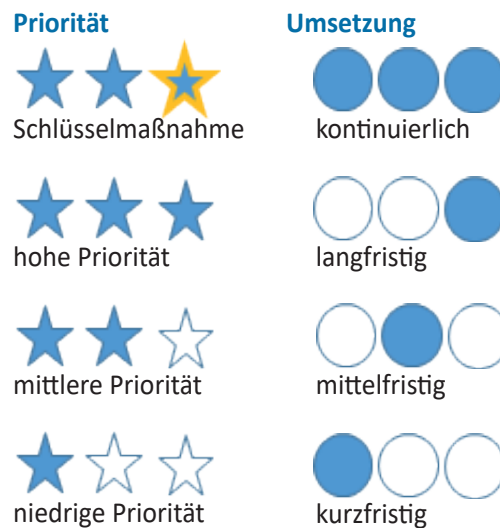 Priorität Umsetzung
Schlüsselmaßnahme kontinuierlich
hohe Priorität langfristig
mittlere Priorität mittelfristig
niedrige Priorität kurzfristig